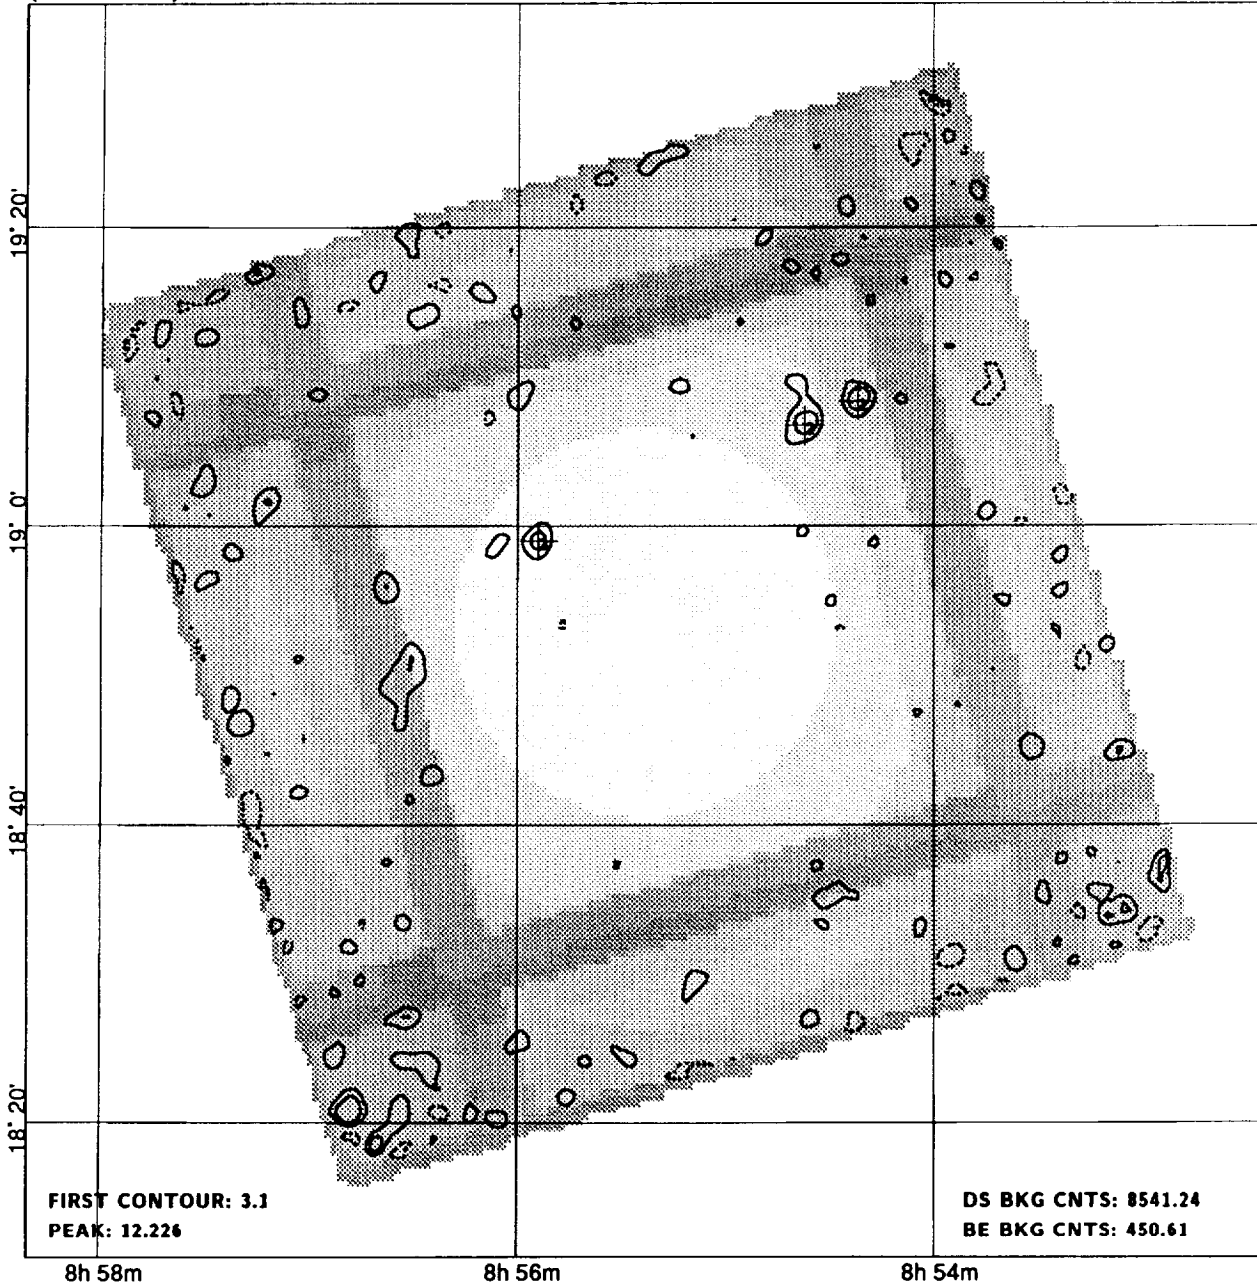 19° 20'
19° 0'
18° 40'
18° 20'
FIRST CONTOUR: 3.1
PEAK: 12.226
DS BKG CNTS: 8541.24
BE BKG CNTS: 450.61
8h 58m
8h 56m
8h 54m